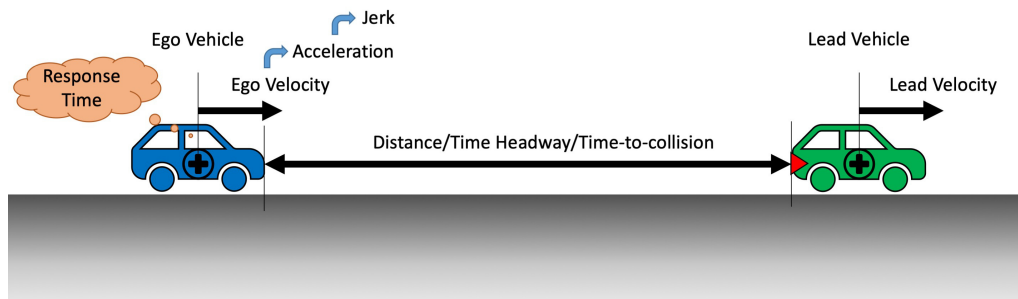 Jerk
Ego Vehicle
Acceleration
Lead Vehicle
Response
Time
Ego Velocity
Lead Velocity
Distance/Time Headway/Time-to-collision